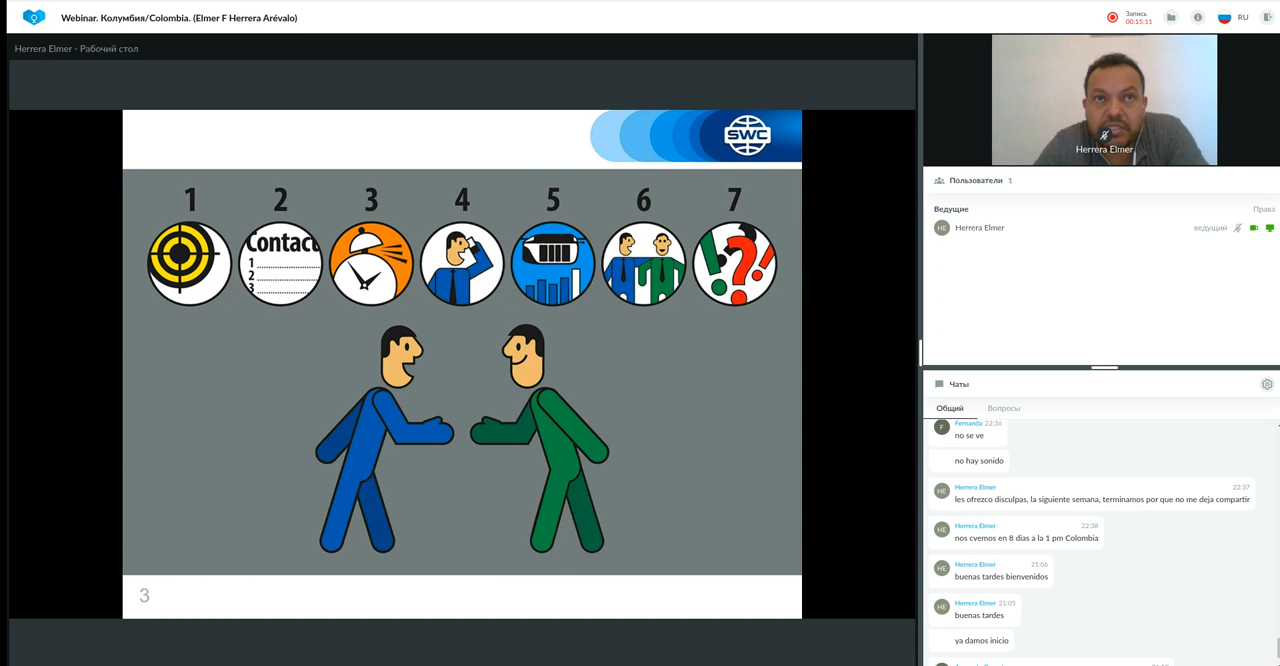 Webinar. Колумбия/Colombia. (Elmer F Herrera Arévalo)
Запись
00:15:11
RU
Herrera Elmer - Рабочий стол
SWC
1 2 3 4 5 6 7
Contact
1
2
3
3
Herrera Elmer
Пользователи 1
Ведущие Права
HE Herrera Elmer ведущий
Чаты
Общий Вопросы
F Fernanda 22:36
no se ve
no hay sonido
HE Herrera Elmer 22:37
les ofrezco disculpas, la siguiente semana, terminamos por que no me deja compartir
HE Herrera Elmer 22:38
nos cvemos en 8 dias a la 1 pm Colombia
HE Herrera Elmer 21:06
buenas tardes bienvenidos
HE Herrera Elmer 21:05
buenas tardes
ya damos inicio